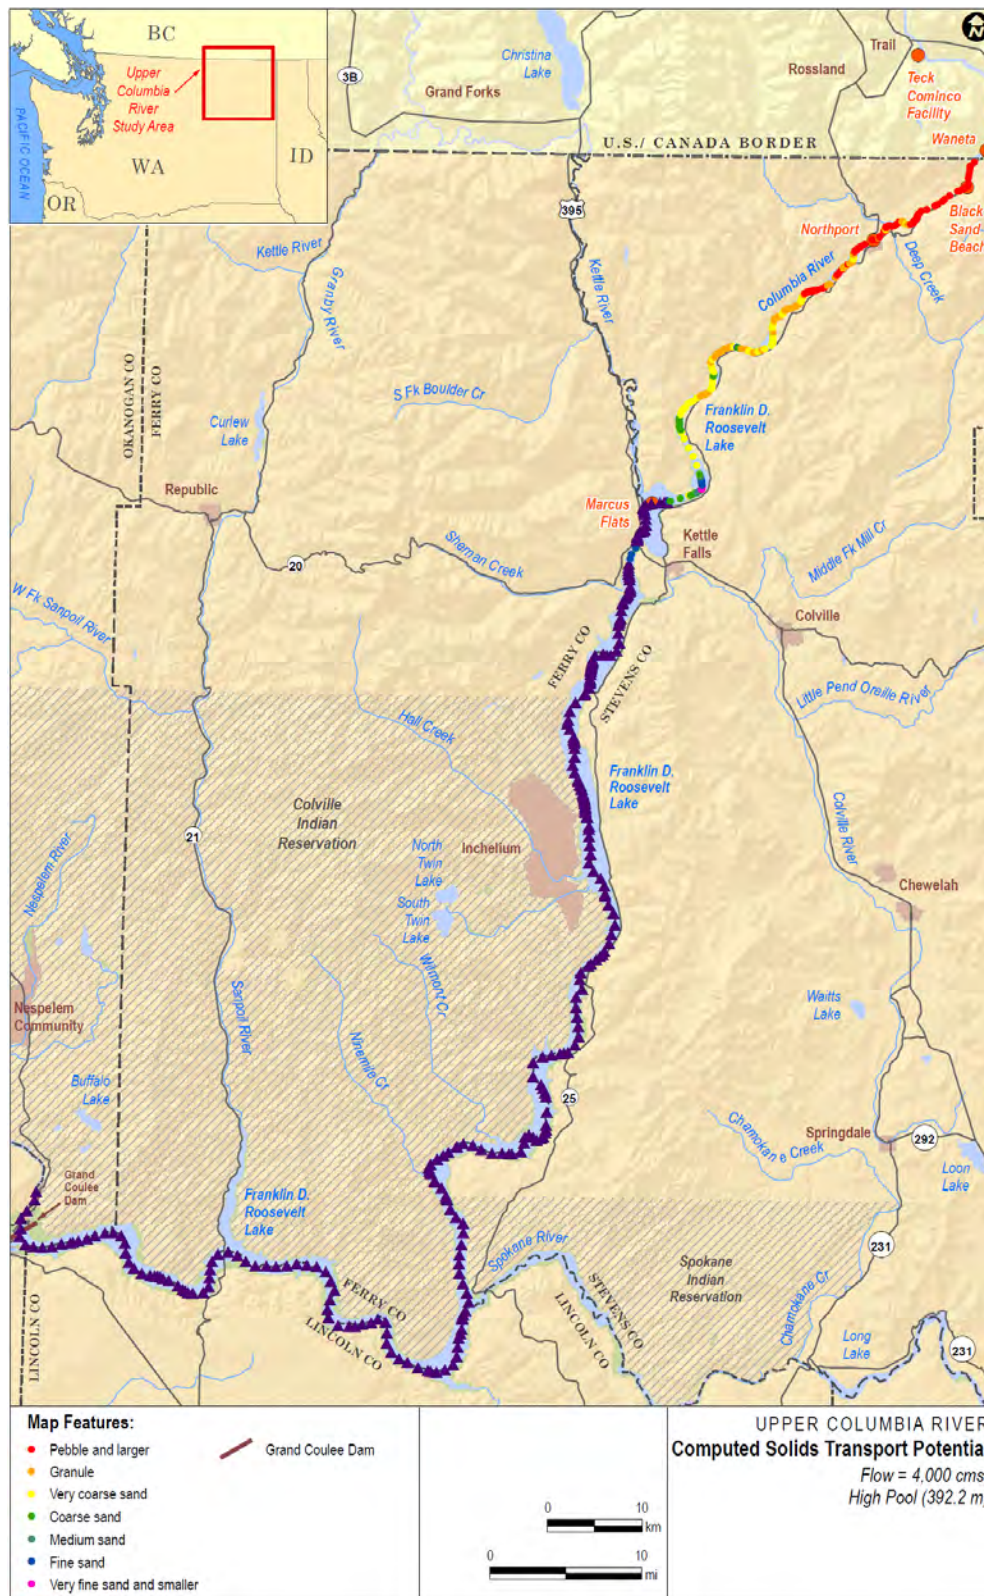 BC
Upper
Columbia
River
Study Area
PACIFIC OCEAN
WA
ID
OR
N
3B
Grand Forks
Christina
Lake
Rossland
Trail
Teck
Cominco
Facility
Waneta
U.S./ CANADA BORDER
395
Black
Sand
Beach
Northport
Deep Creek
Columbia River
Kettle River
Granby River
Kettle River
OKANOGAN CO
FERRY CO
S Fk Boulder Cr
Curlew
Lake
Franklin D.
Roosevelt
Lake
Republic
Marcus
Flats
Kettle
Falls
20
Sherman Creek
Middle Fk Mill Cr
Colville
W Fk Sanpoil River
FERRY CO
STEVENS CO
Little Pend Oreille River
Hall Creek
Franklin D.
Roosevelt
Lake
Colville
Indian
Reservation
21
Inchelium
North
Twin
Lake
South
Twin
Lake
Colville River
Chewelah
Nespelem River
Wilmont Cr
Sanpoil River
Ninemile Cr
Waitts
Lake
Nespelem
Community
Buffalo
Lake
25
Chamokane Creek
Springdale
292
Loon
Lake
Grand
Coulee
Dam
Franklin D.
Roosevelt
Lake
Spokane River
Spokane
Indian
Reservation
231
FERRY CO
LINCOLN CO
STEVENS CO
LINCOLN CO
Chamokane Cr
Long
Lake
231
LINCOLN CO
Map Features:
Pebble and larger
Granule
Very coarse sand
Coarse sand
Medium sand
Fine sand
Very fine sand and smaller
Grand Coulee Dam
0 10
km
0 10
mi
UPPER COLUMBIA RIVER
Computed Solids Transport Potentia
Flow = 4,000 cms
High Pool (392.2 m